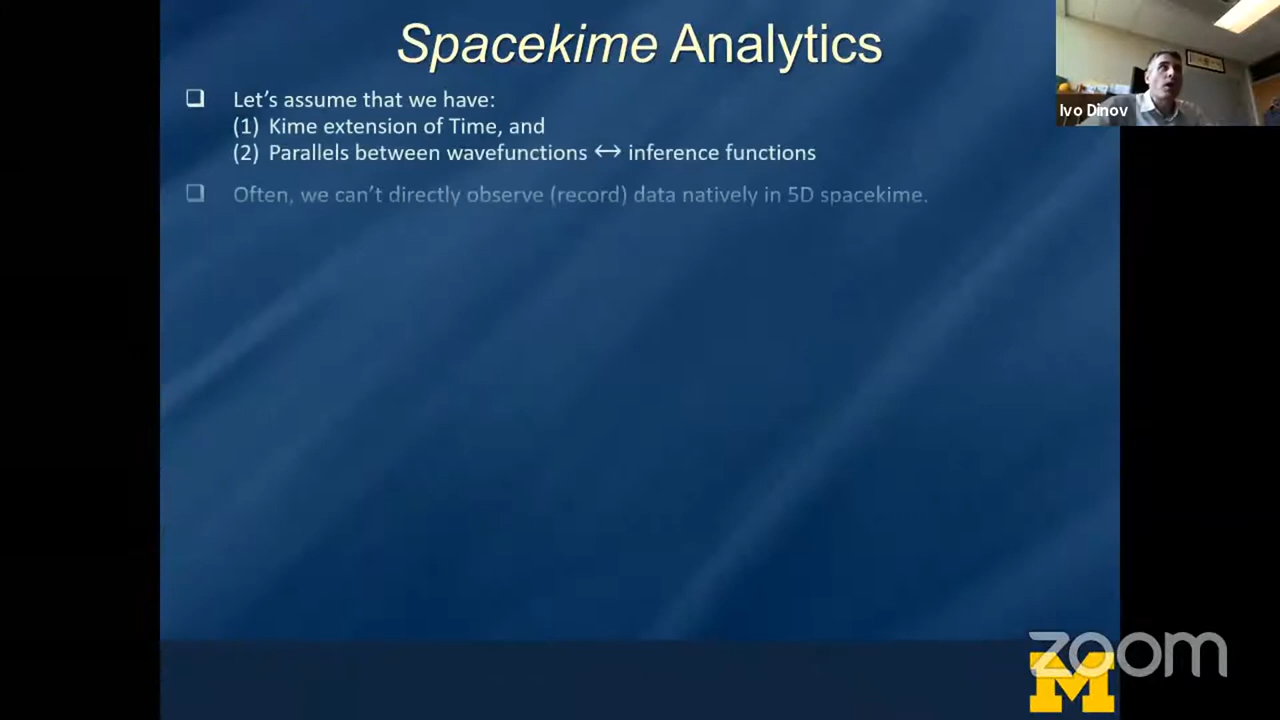 Spacekime Analytics
Let's assume that we have:
(1) Kime extension of Time, and
(2) Parallels between wavefunctions ↔ inference functions
Often, we can't directly observe (record) data natively in 5D spacekime.
Ivo Dinov
zoom
M